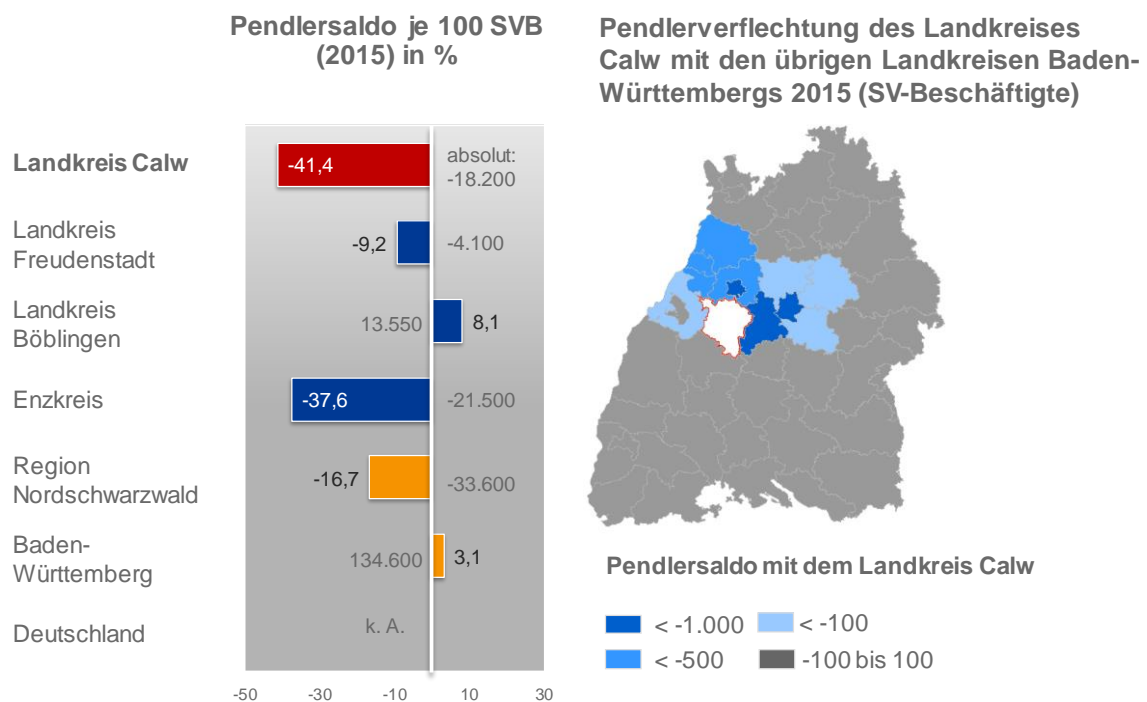 Pendlersaldo je 100 SVB
(2015) in %
Landkreis Calw
-41,4
absolut:
-18.200
Landkreis
Freudenstadt
-9,2
-4.100
Landkreis
Böblingen
13.550
8,1
Enzkreis
-37,6
-21.500
Region
Nordschwarzwald
-16,7
-33.600
Baden-
Württemberg
134.600
3,1
Deutschland
k. A.
-50
-30
-10
10
30
Pendlerverflechtung des Landkreises
Calw mit den übrigen Landkreisen Baden-
Württembergs 2015 (SV-Beschäftigte)
Pendlersaldo mit dem Landkreis Calw
< -1.000
< -100
< -500
-100 bis 100